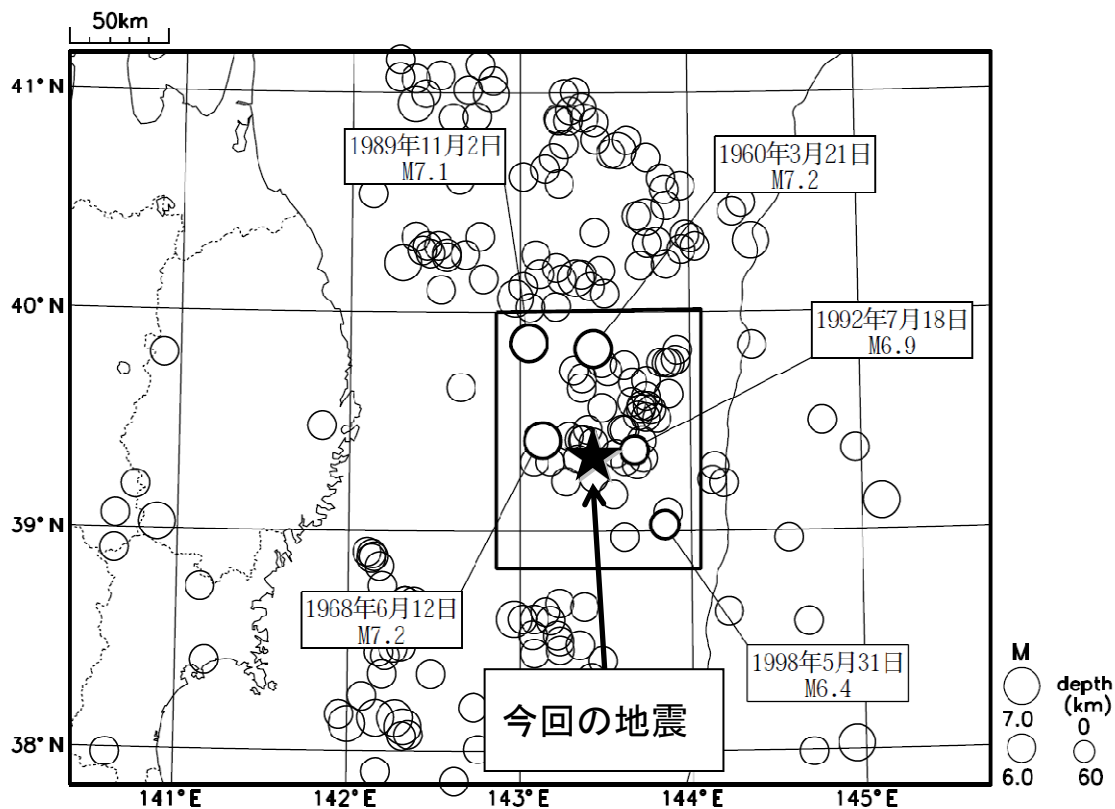 50km
41°N
1989年11月2日
M7.1
1960年3月21日
M7.2
40°N
1992年7月18日
M6.9
39°N
1968年6月12日
M7.2
1998年5月31日
M6.4
今回の地震
38°N
M
7.0
6.0
depth
(km)
0
60
141°E
142°E
143°E
144°E
145°E